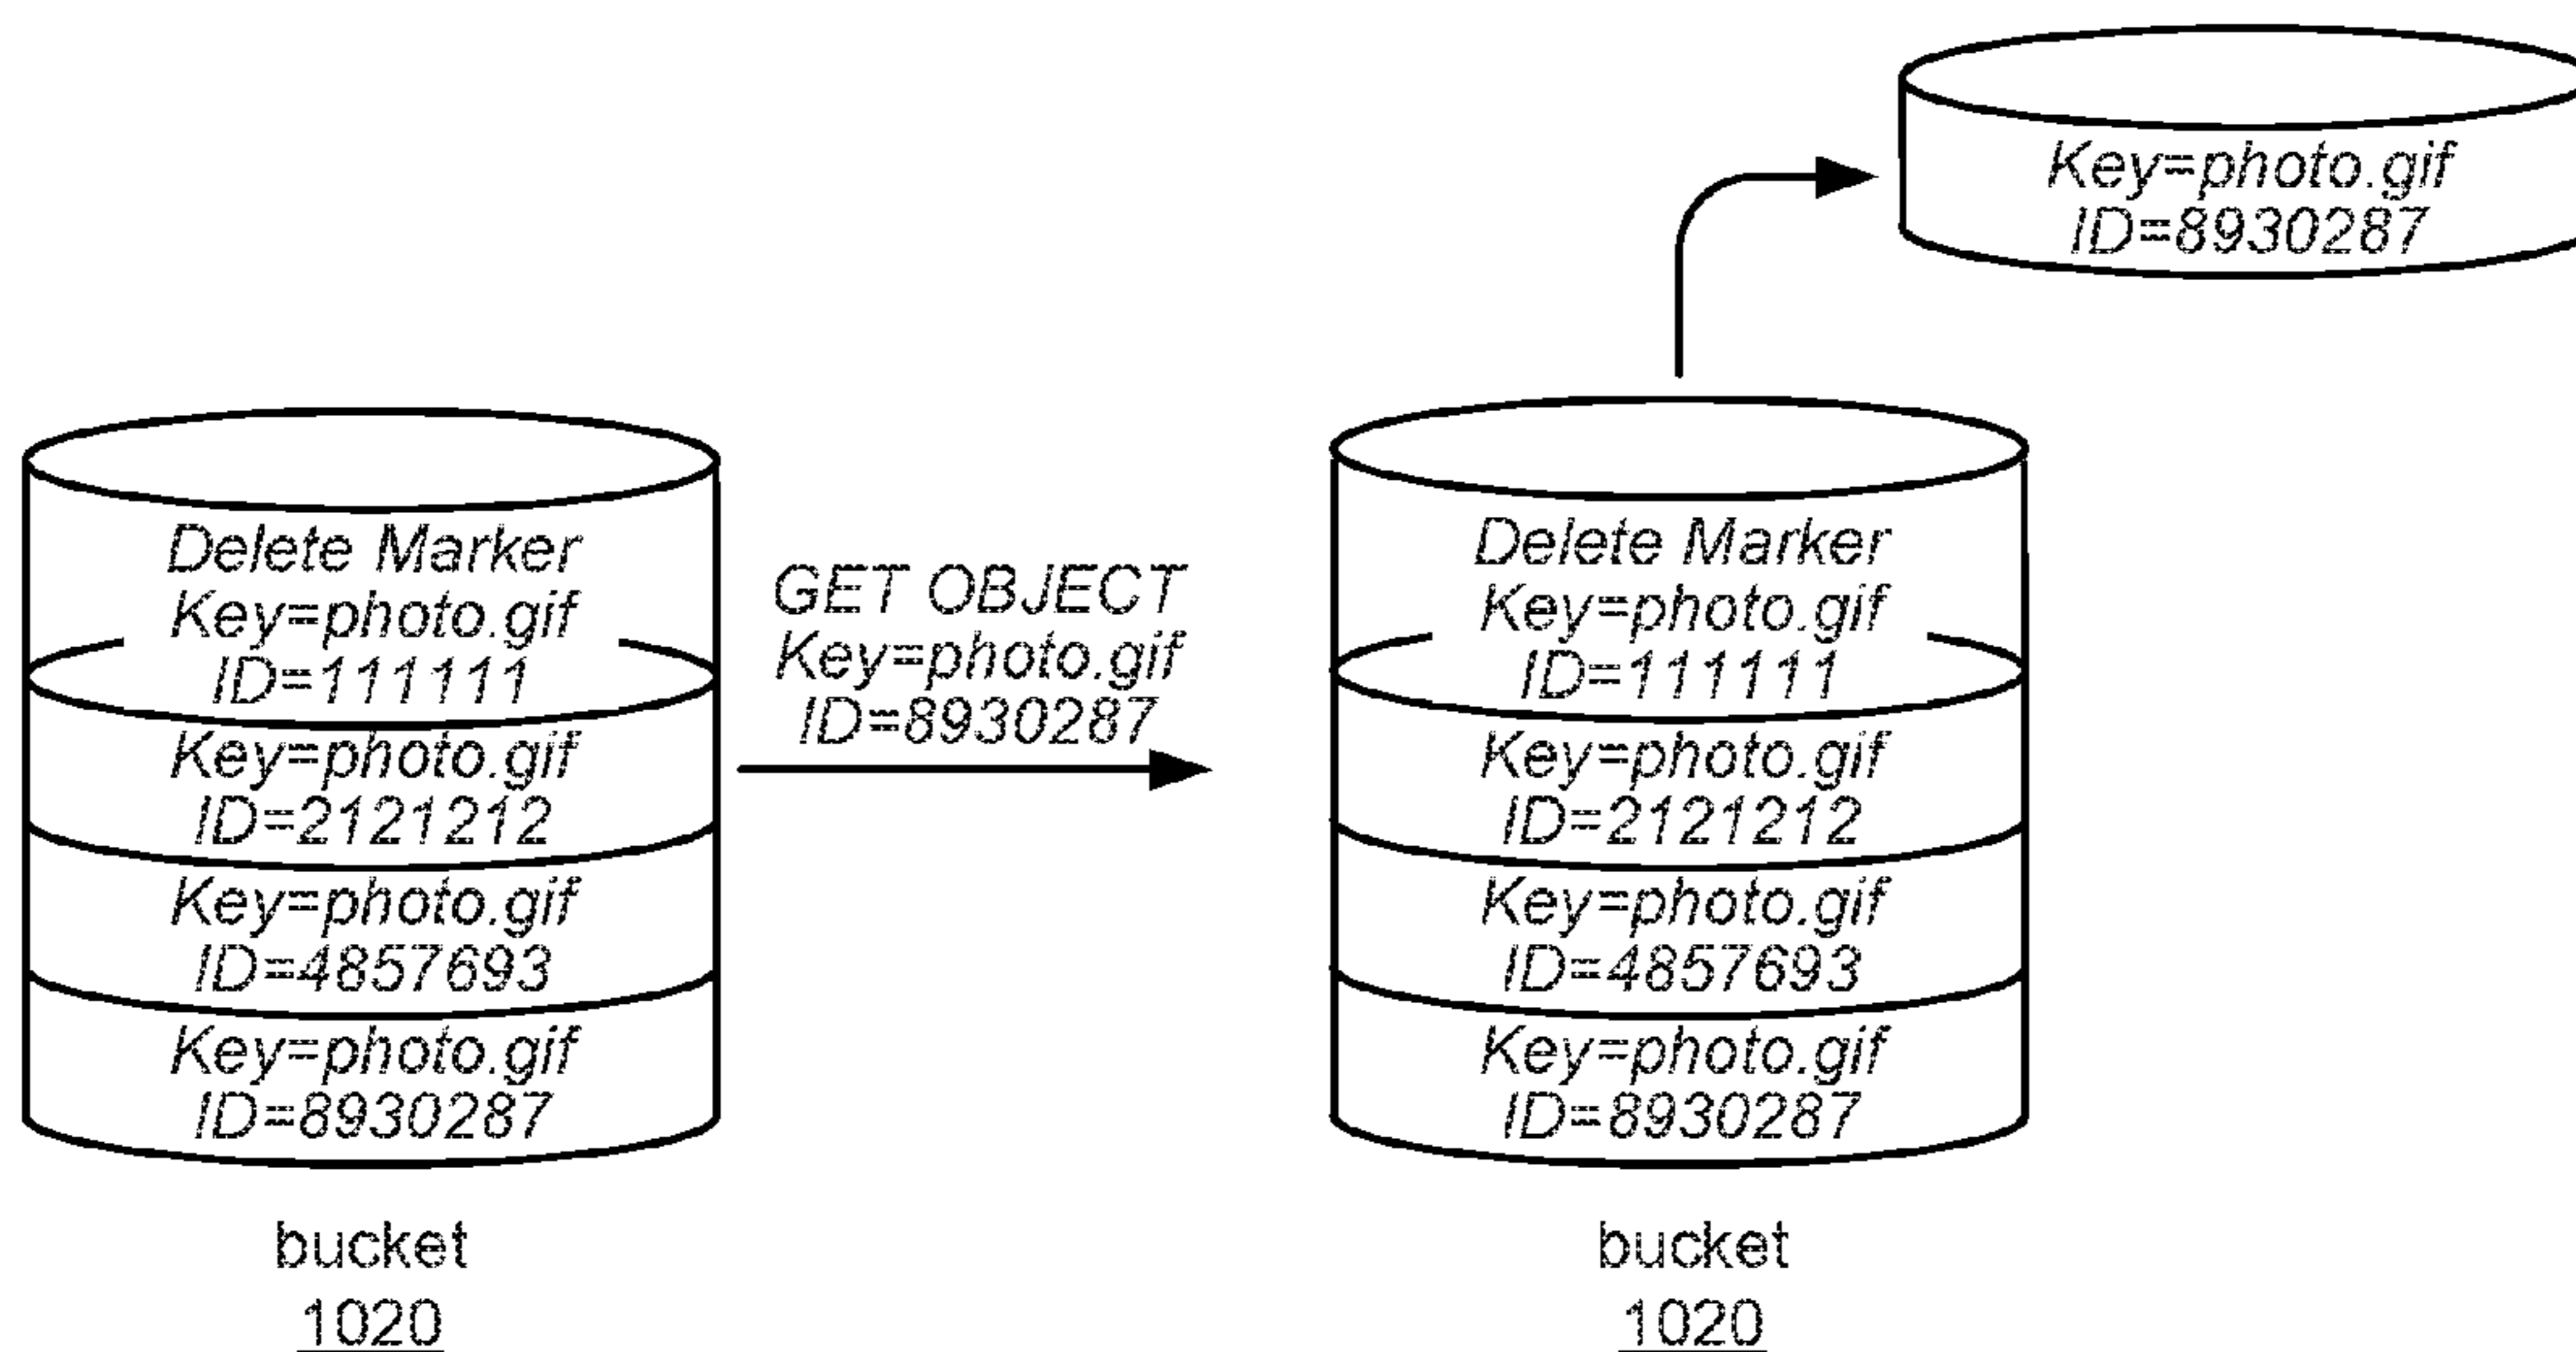 Key=photo.gif
ID=8930287
Delete Marker
Key=photo.gif
ID=111111
Key=photo.gif
ID=2121212
Key=photo.gif
ID=4857693
Key=photo.gif
ID=8930287
bucket
1020
GET OBJECT
Key=photo.gif
ID=8930287
Delete Marker
Key=photo.gif
ID=111111
Key=photo.gif
ID=2121212
Key=photo.gif
ID=4857693
Key=photo.gif
ID=8930287
bucket
1020